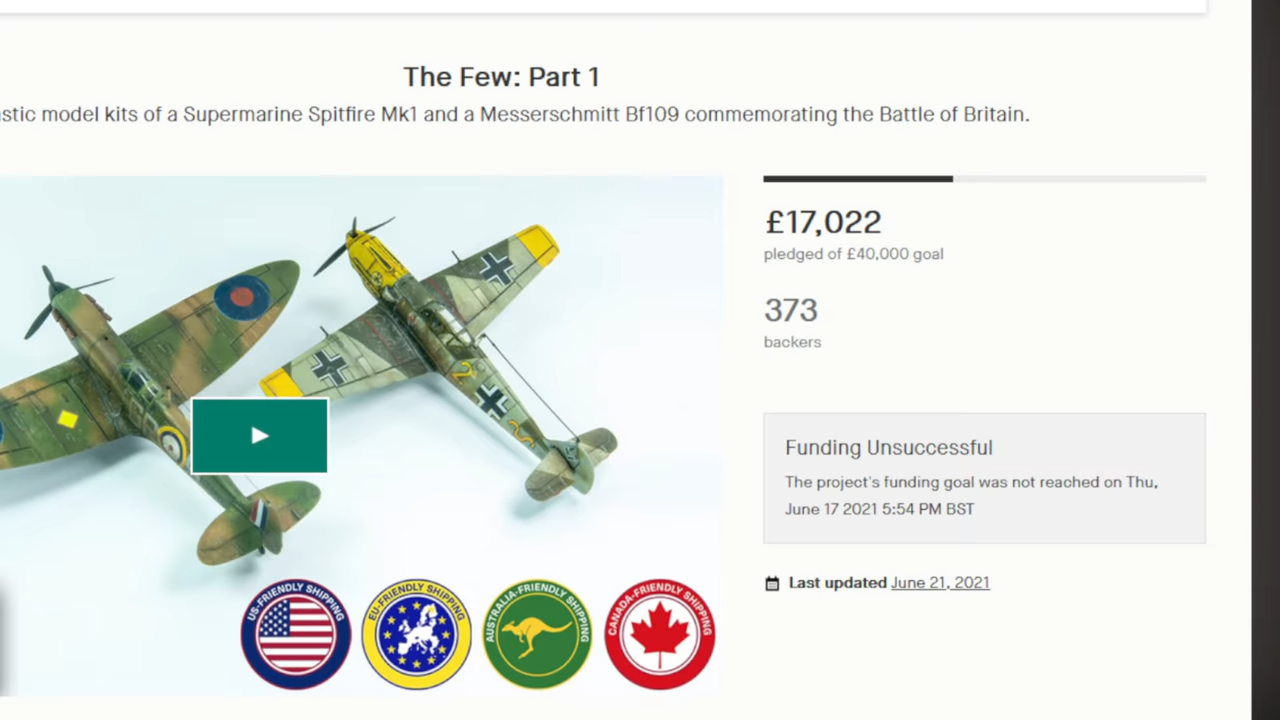 The Few: Part 1
model kits of a Supermarine Spitfire Mk1 and a Messerschmitt Bf109 commemorating the Battle of Britain.
£17,022
pledged of £40,000 goal
373
backers
Funding Unsuccessful
The project's funding goal was not reached on Thu,
June 17 2021 5:54 PM BST
Last updated June 21, 2021
US-FRIENDLY SHIPPING
EU-FRIENDLY SHIPPING
AUSTRALIA-FRIENDLY SHIPPING
CANADA-FRIENDLY SHIPPING